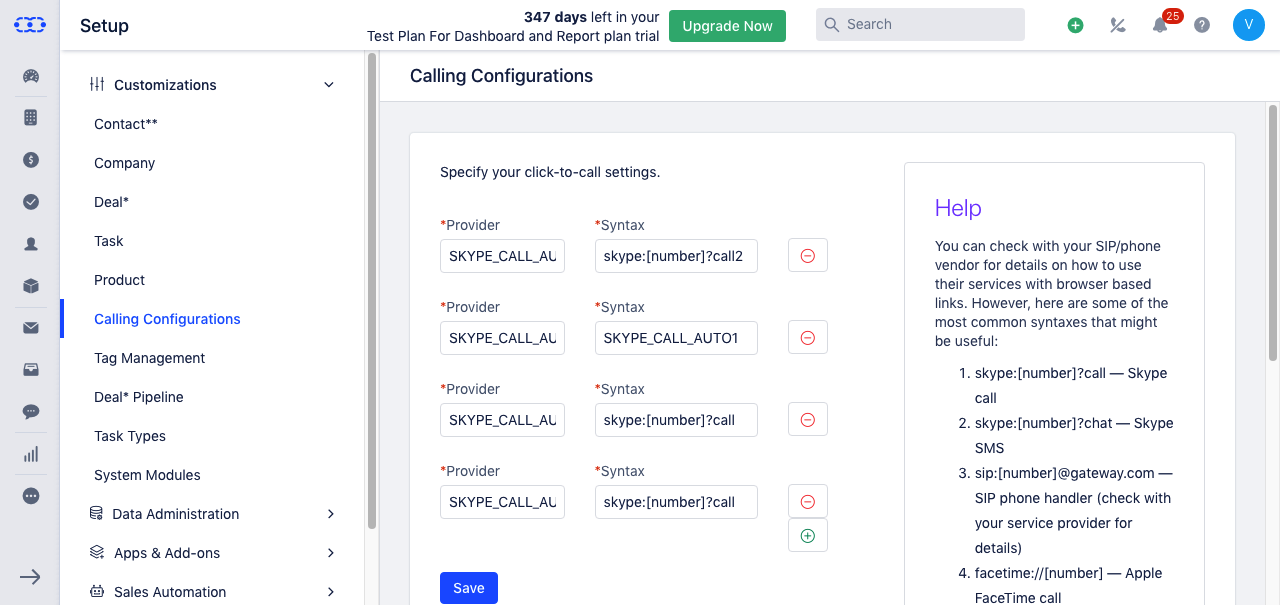 Setup
347 days left in your
Test Plan For Dashboard and Report plan trial
Upgrade Now
Search
25
V
Customizations
Contact**
Company
Deal*
Task
Product
Calling Configurations
Tag Management
Deal* Pipeline
Task Types
System Modules
Data Administration
Apps & Add-ons
Sales Automation
Calling Configurations
Specify your click-to-call settings.
*Provider *Syntax
SKYPE_CALL_AU skype:[number]?call2
*Provider *Syntax
SKYPE_CALL_AU SKYPE_CALL_AUTO1
*Provider *Syntax
SKYPE_CALL_AU skype:[number]?call
*Provider *Syntax
SKYPE_CALL_AU skype:[number]?call
Save
Help
You can check with your SIP/phone
vendor for details on how to use
their services with browser based
links. However, here are some of the
most common syntaxes that might
be useful:
1. skype:[number]?call — Skype
call
2. skype:[number]?chat — Skype
SMS
3. sip:[number]@gateway.com —
SIP phone handler (check with
your service provider for
details)
4. facetime://[number] — Apple
FaceTime call